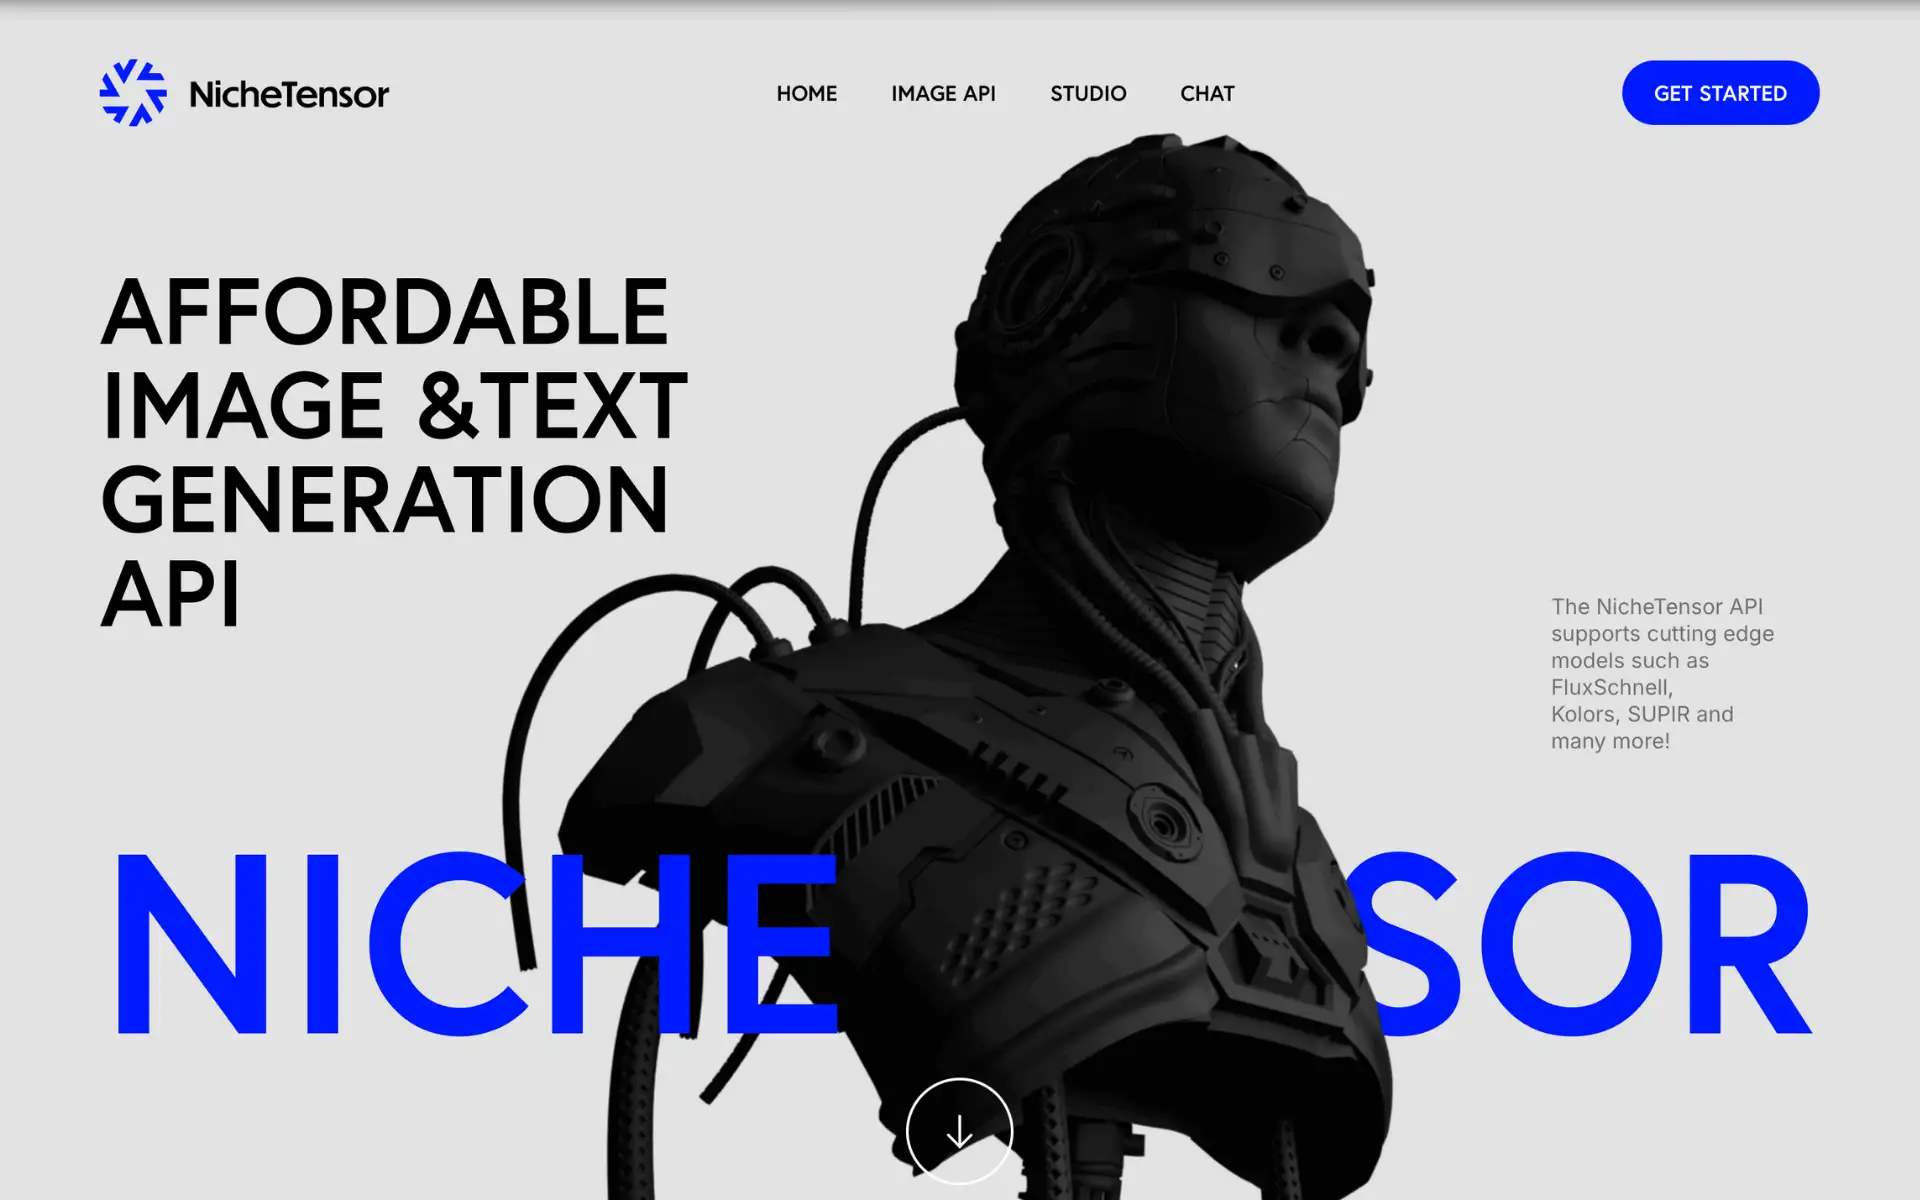 NicheTensor
HOME
IMAGE API
STUDIO
CHAT
GET STARTED
AFFORDABLE
IMAGE &TEXT
GENERATION
API
The NicheTensor API
supports cutting edge
models such as
FluxSchnell,
Kolors, SUPIR and
many more!
NICHE SOR